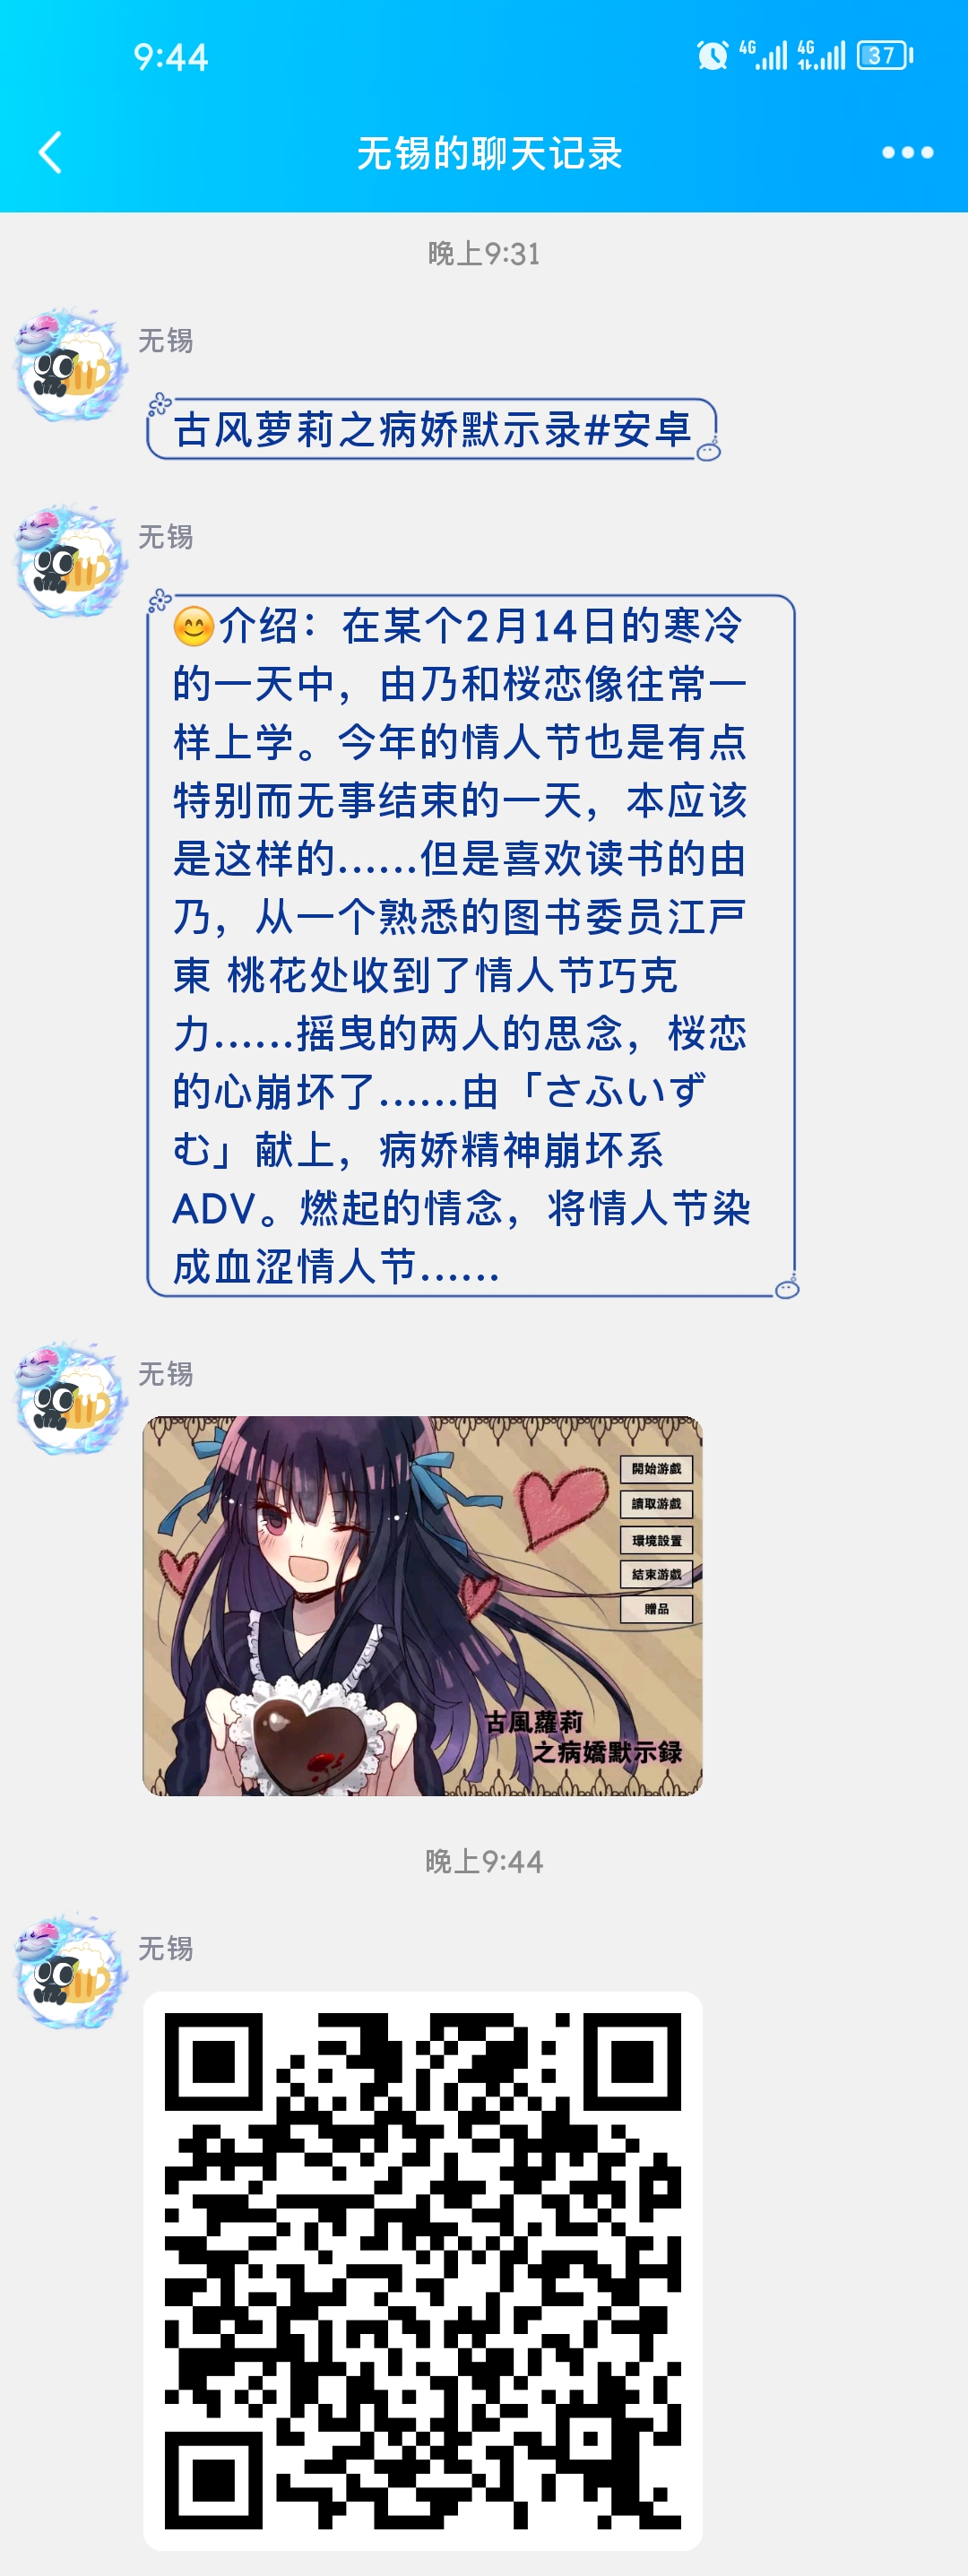 9:44
4G
4G
37
无锡的聊天记录
晚上9:31
无锡
古风萝莉之病娇默示录#安卓
无锡
😊介绍：在某个2月14日的寒冷
的一天中，由乃和桜恋像往常一
样上学。今年的情人节也是有点
特别而无事结束的一天，本应该
是这样的……但是喜欢读书的由
乃，从一个熟悉的图书委员江戸
東 桃花处收到了情人节巧克
力……摇曳的两人的思念，桜恋
的心崩坏了……由「さふいず
む」献上，病娇精神崩坏系
ADV。燃起的情念，将情人节染
成血涩情人节……
无锡
開始游戲
讀取游戲
環境設置
結束游戲
贈品
古風蘿莉
之病嬌默示録
晚上9:44
无锡